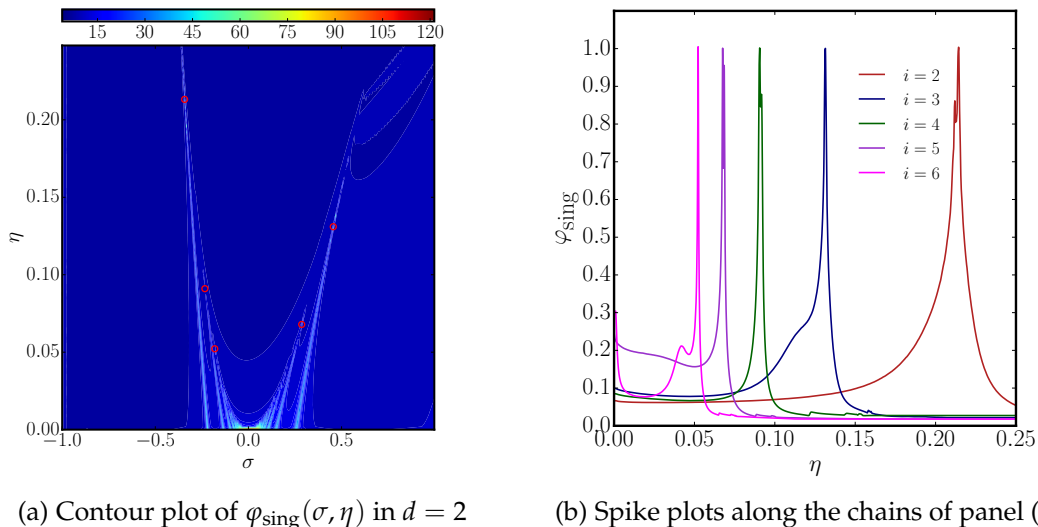 15 30 45 60 75 90 105 120
0.20
0.15
η
0.10
0.05
0.00
−1.0 −0.5 0.0 0.5
σ
(a) Contour plot of φsing(σ, η) in d = 2
1.0
0.9
0.8
0.7
0.6
φsing
0.5
0.4
0.3
0.2
0.1
0.0
i = 2
i = 3
i = 4
i = 5
i = 6
0.00 0.05 0.10 0.15 0.20 0.25
η
(b) Spike plots along the chains of panel (